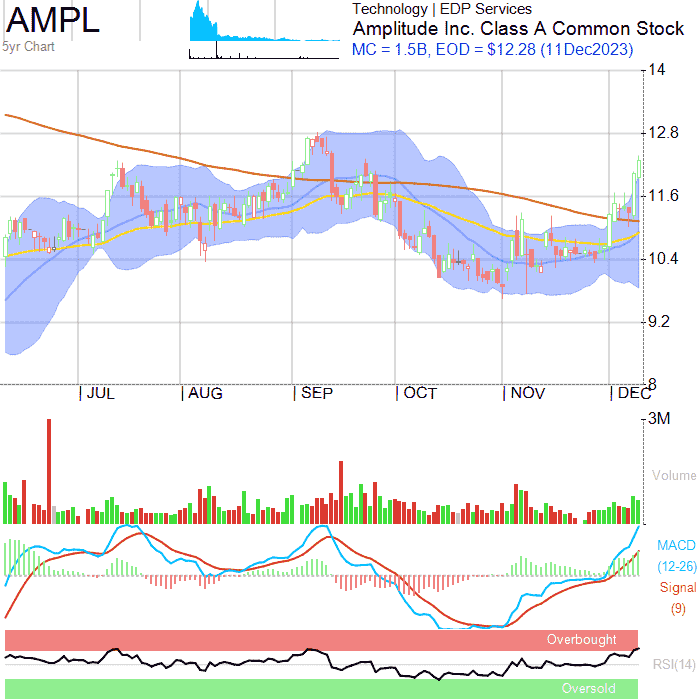 AMPL
5yr Chart
Technology | EDP Services
Amplitude Inc. Class A Common Stock
MC = 1.5B, EOD = $12.28 (11Dec2023)
14
12.8
11.6
10.4
9.2
8
JUL AUG SEP OCT NOV DEC
3M
Volume
MACD
(12-26)
Signal
(9)
Overbought
RSI(14)
Oversold